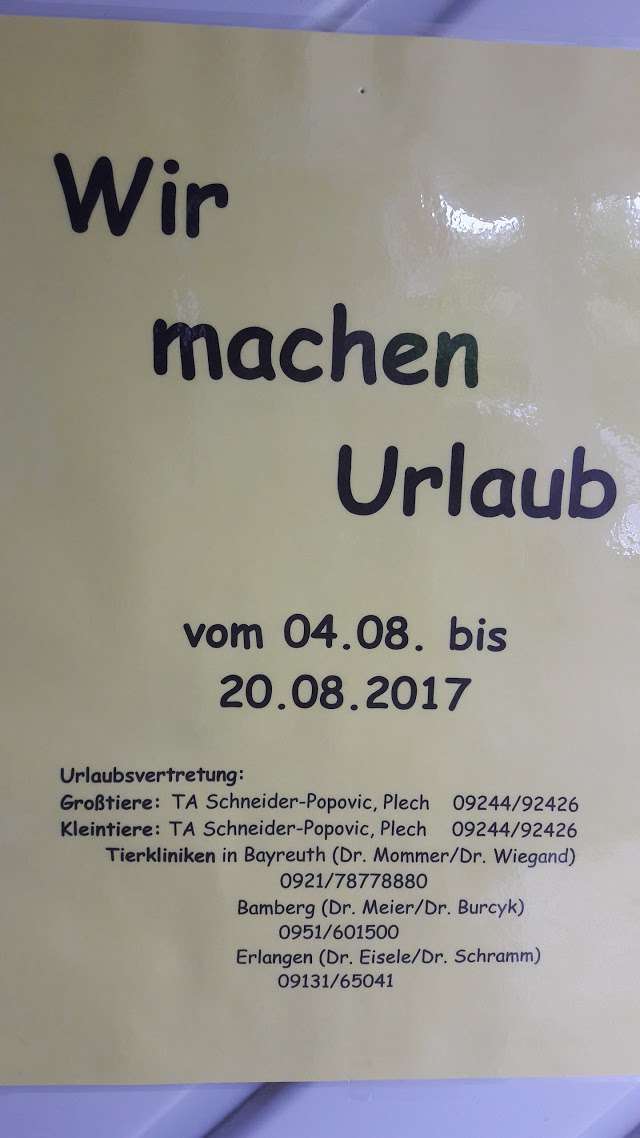 Wir
machen
Urlaub
vom 04.08. bis
20.08.2017
Urlaubsvertretung:
Großtiere: TA Schneider-Popovic, Plech 09244/92426
Kleintiere: TA Schneider-Popovic, Plech 09244/92426
Tierkliniken in Bayreuth (Dr. Mommer/Dr. Wiegand)
0921/78778880
Bamberg (Dr. Meier/Dr. Burcyk)
0951/601500
Erlangen (Dr. Eisele/Dr. Schramm)
09131/65041